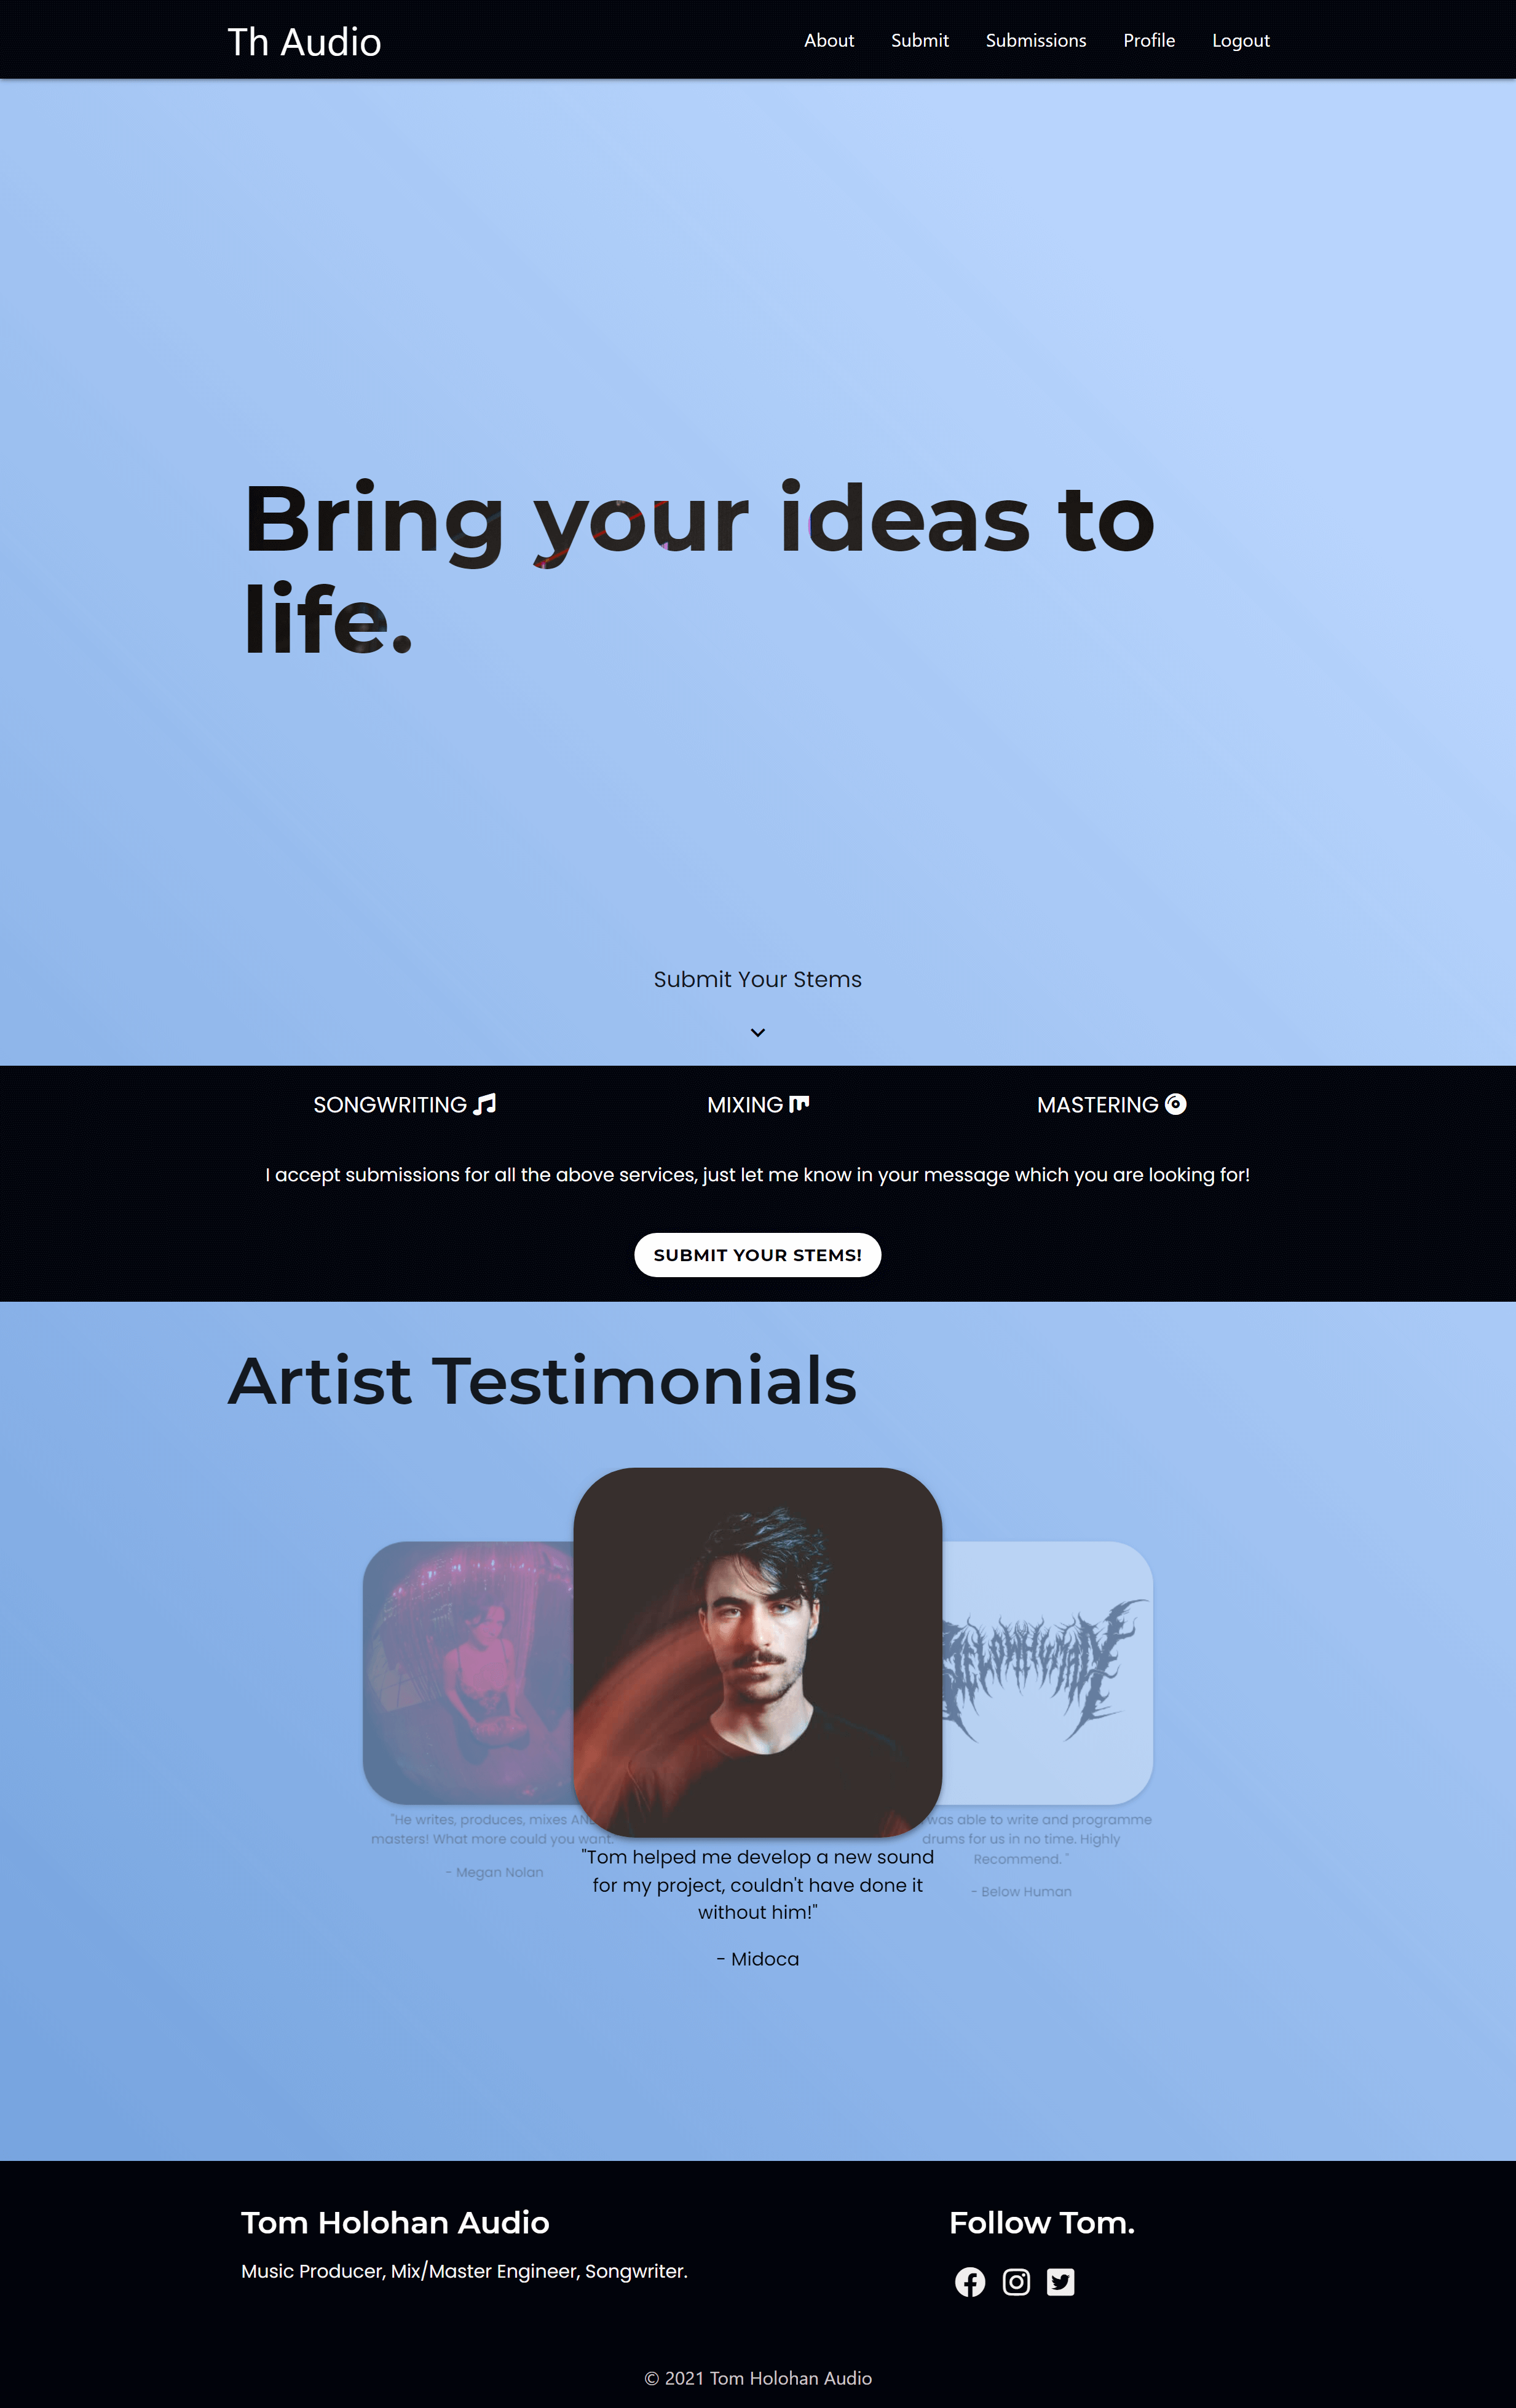 Th Audio
About Submit Submissions Profile Logout
Bring your ideas to
life.
Submit Your Stems
SONGWRITING MIXING MASTERING
I accept submissions for all the above services, just let me know in your message which you are looking for!
SUBMIT YOUR STEMS!
Artist Testimonials
BELOW HUMAN
"He writes, produces, mixes AND
masters! What more could you want.
- Megan Nolan
"Tom helped me develop a new sound
for my project, couldn't have done it
without him!"
- Midoca
was able to write and programme
drums for us in no time. Highly
Recommend. "
- Below Human
Tom Holohan Audio
Music Producer, Mix/Master Engineer, Songwriter.
Follow Tom.
© 2021 Tom Holohan Audio